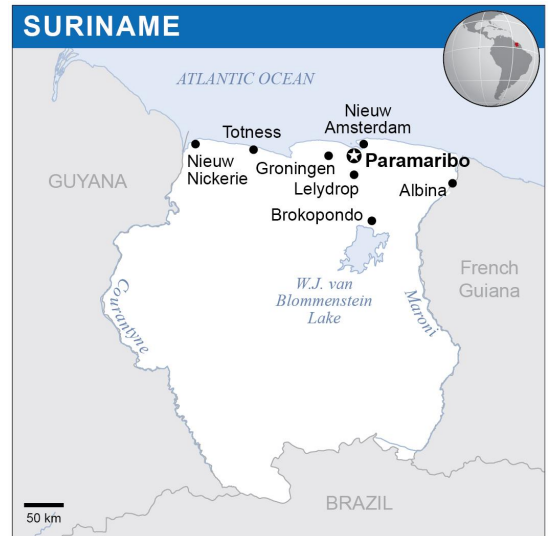 SURINAME
ATLANTIC OCEAN
Nieuw
Amsterdam
Totness
Nieuw
Nickerie
Groningen
Paramaribo
Lelydrop
Albina
GUYANA
Brokopondo
French
Guiana
W.J. van
Blommenstein
Lake
Courantyne
Maroni
BRAZIL
50 km